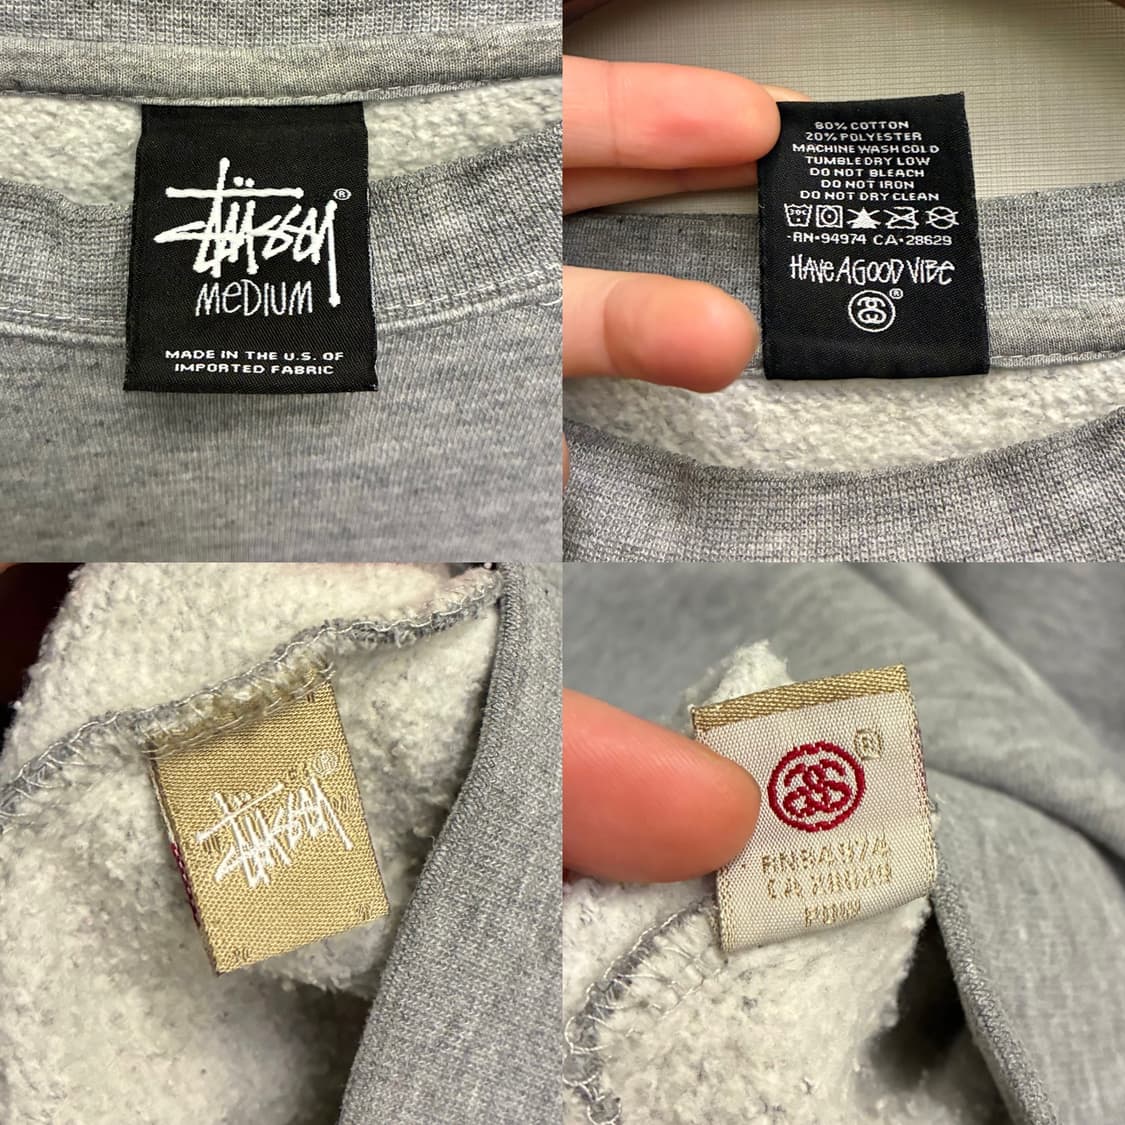 Stüssy ®
MEDIUM
MADE IN THE U.S. OF
IMPORTED FABRIC
80% COTTON
20% POLYESTER
MACHINE WASH COLD
TUMBLE DRY LOW
DO NOT BLEACH
DO NOT IRON
DO NOT DRY CLEAN
30C
-RN•94974 CA•28629
HAVE A GOOD VIBE
®
Stüssy ®
®